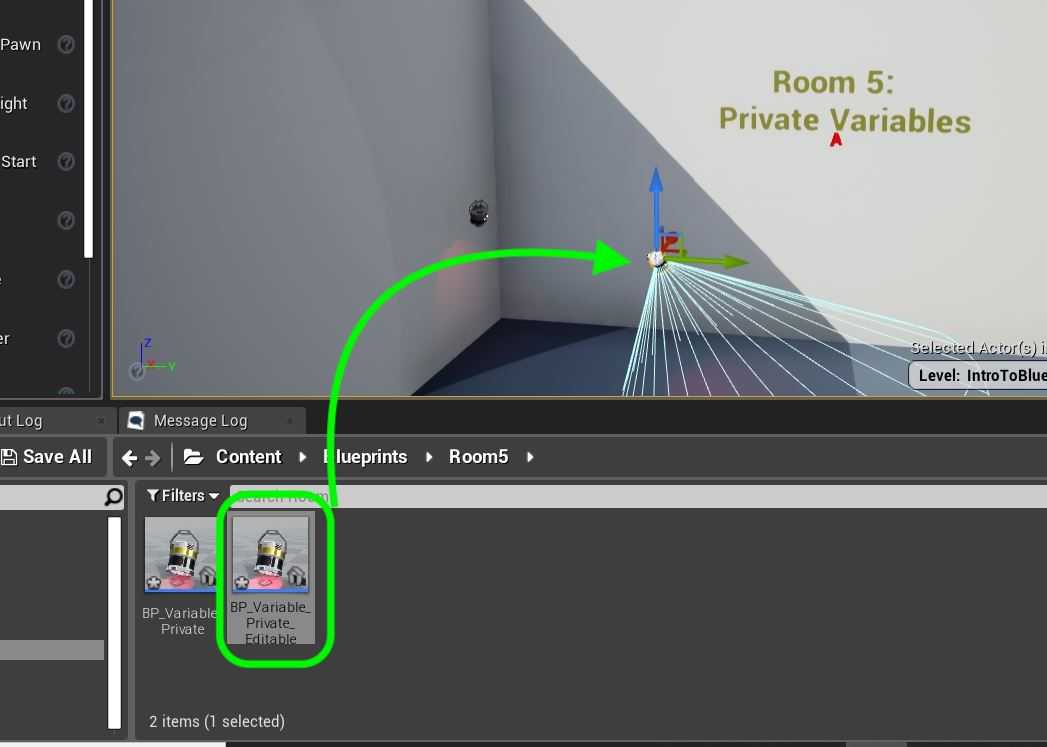 Pawn
ight
Start
e
er
Room 5:
Private Variables
Z
X
Y
Selected Actor(s) i
Level: IntroToBlue
ut Log
Message Log
Save All
Content
Blueprints
Room5
Filters
Search Room
BP_Variable_
Private
BP_Variable_
Private_
Editable
2 items (1 selected)